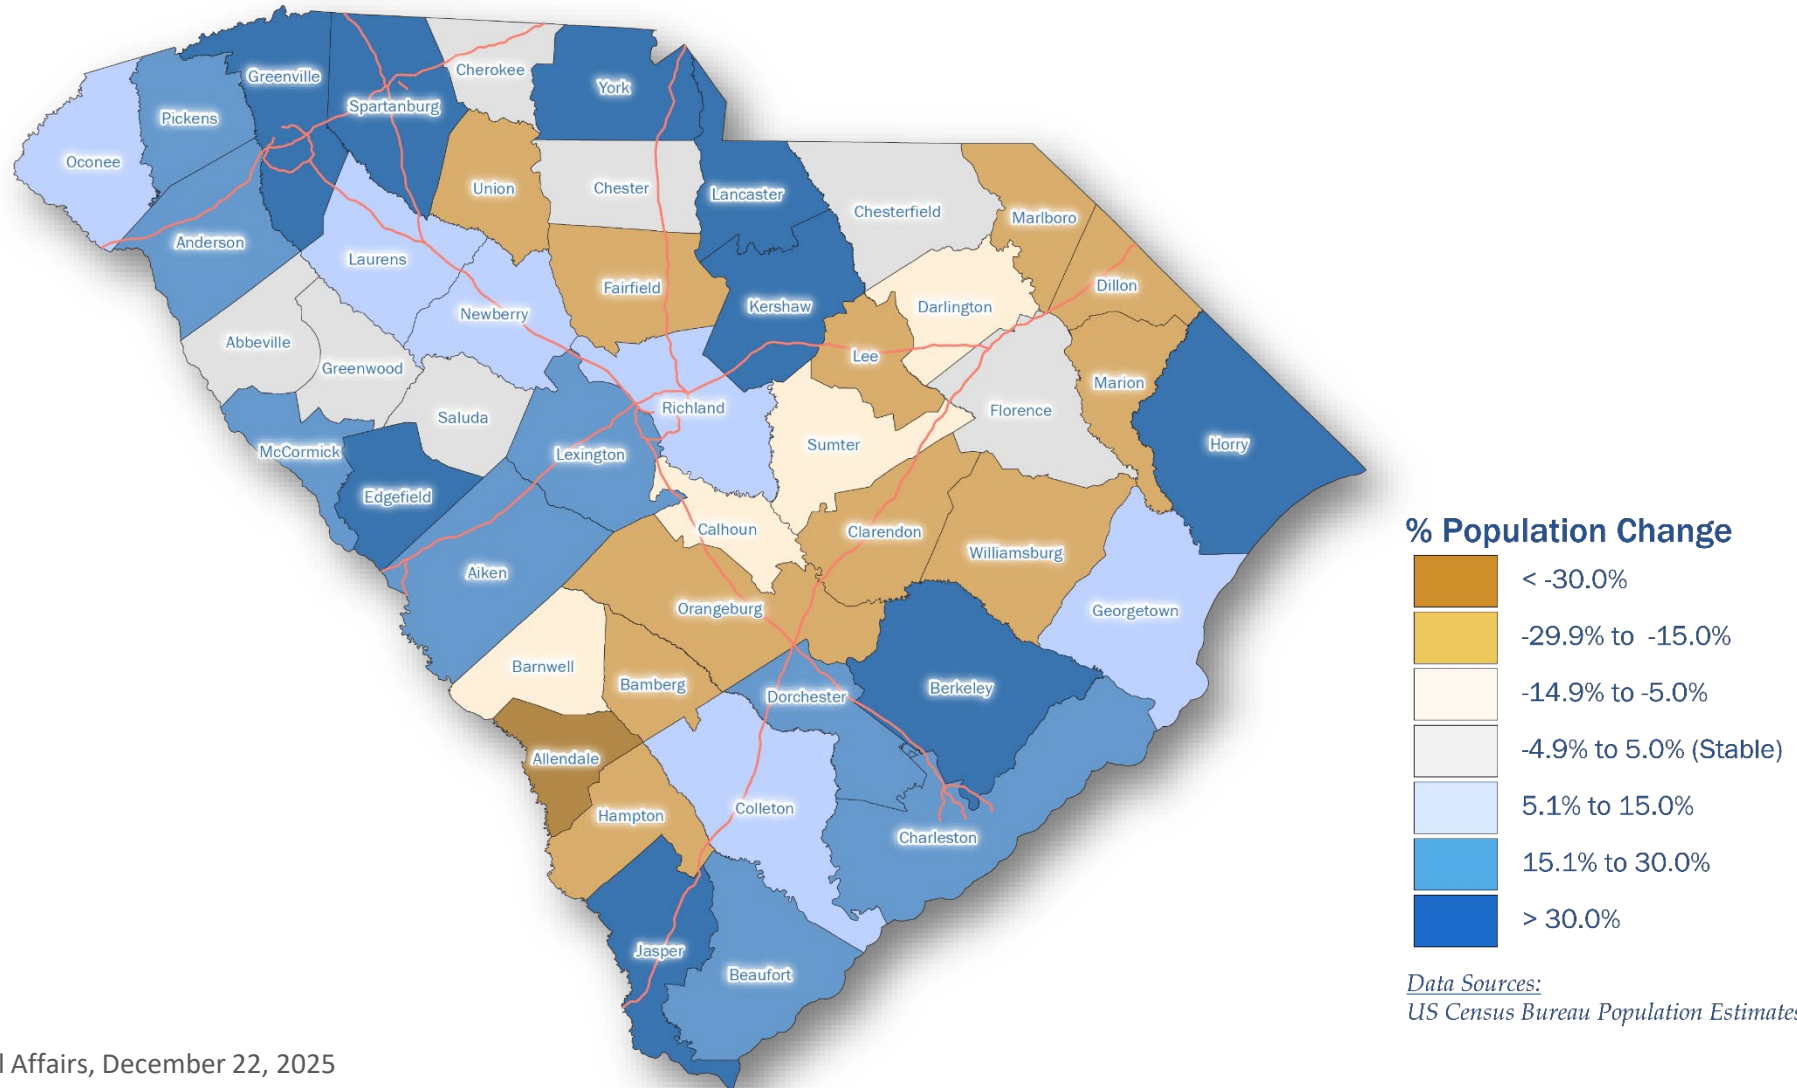 Greenville
Cherokee
York
Spartanburg
Pickens
Oconee
Union
Chester
Lancaster
Chesterfield
Marlboro
Anderson
Laurens
Fairfield
Dillon
Newberry
Kershaw
Darlington
Abbeville
Greenwood
Lee
Marion
Saluda
Richland
Florence
McCormick
Lexington
Sumter
Horry
Edgefield
Calhoun
Clarendon
Williamsburg
Aiken
Orangeburg
Georgetown
Barnwell
Bamberg
Dorchester
Berkeley
Allendale
Hampton
Colleton
Charleston
Jasper
Beaufort
% Population Change
< -30.0%
-29.9% to -15.0%
-14.9% to -5.0%
-4.9% to 5.0% (Stable)
5.1% to 15.0%
15.1% to 30.0%
> 30.0%
Data Sources:
US Census Bureau Population Estimates
l Affairs, December 22, 2025